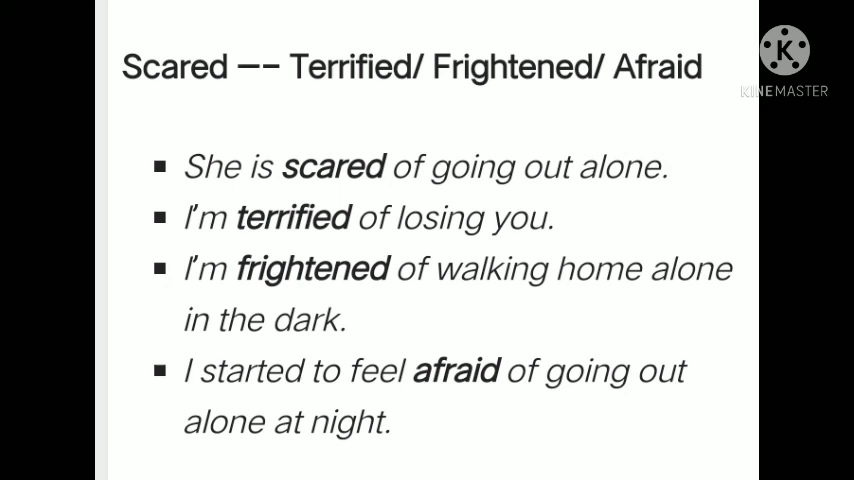 Scared –– Terrified/ Frightened/ Afraid
K
KINEMASTER
▪ She is scared of going out alone.
▪ I'm terrified of losing you.
▪ I'm frightened of walking home alone
in the dark.
▪ I started to feel afraid of going out
alone at night.